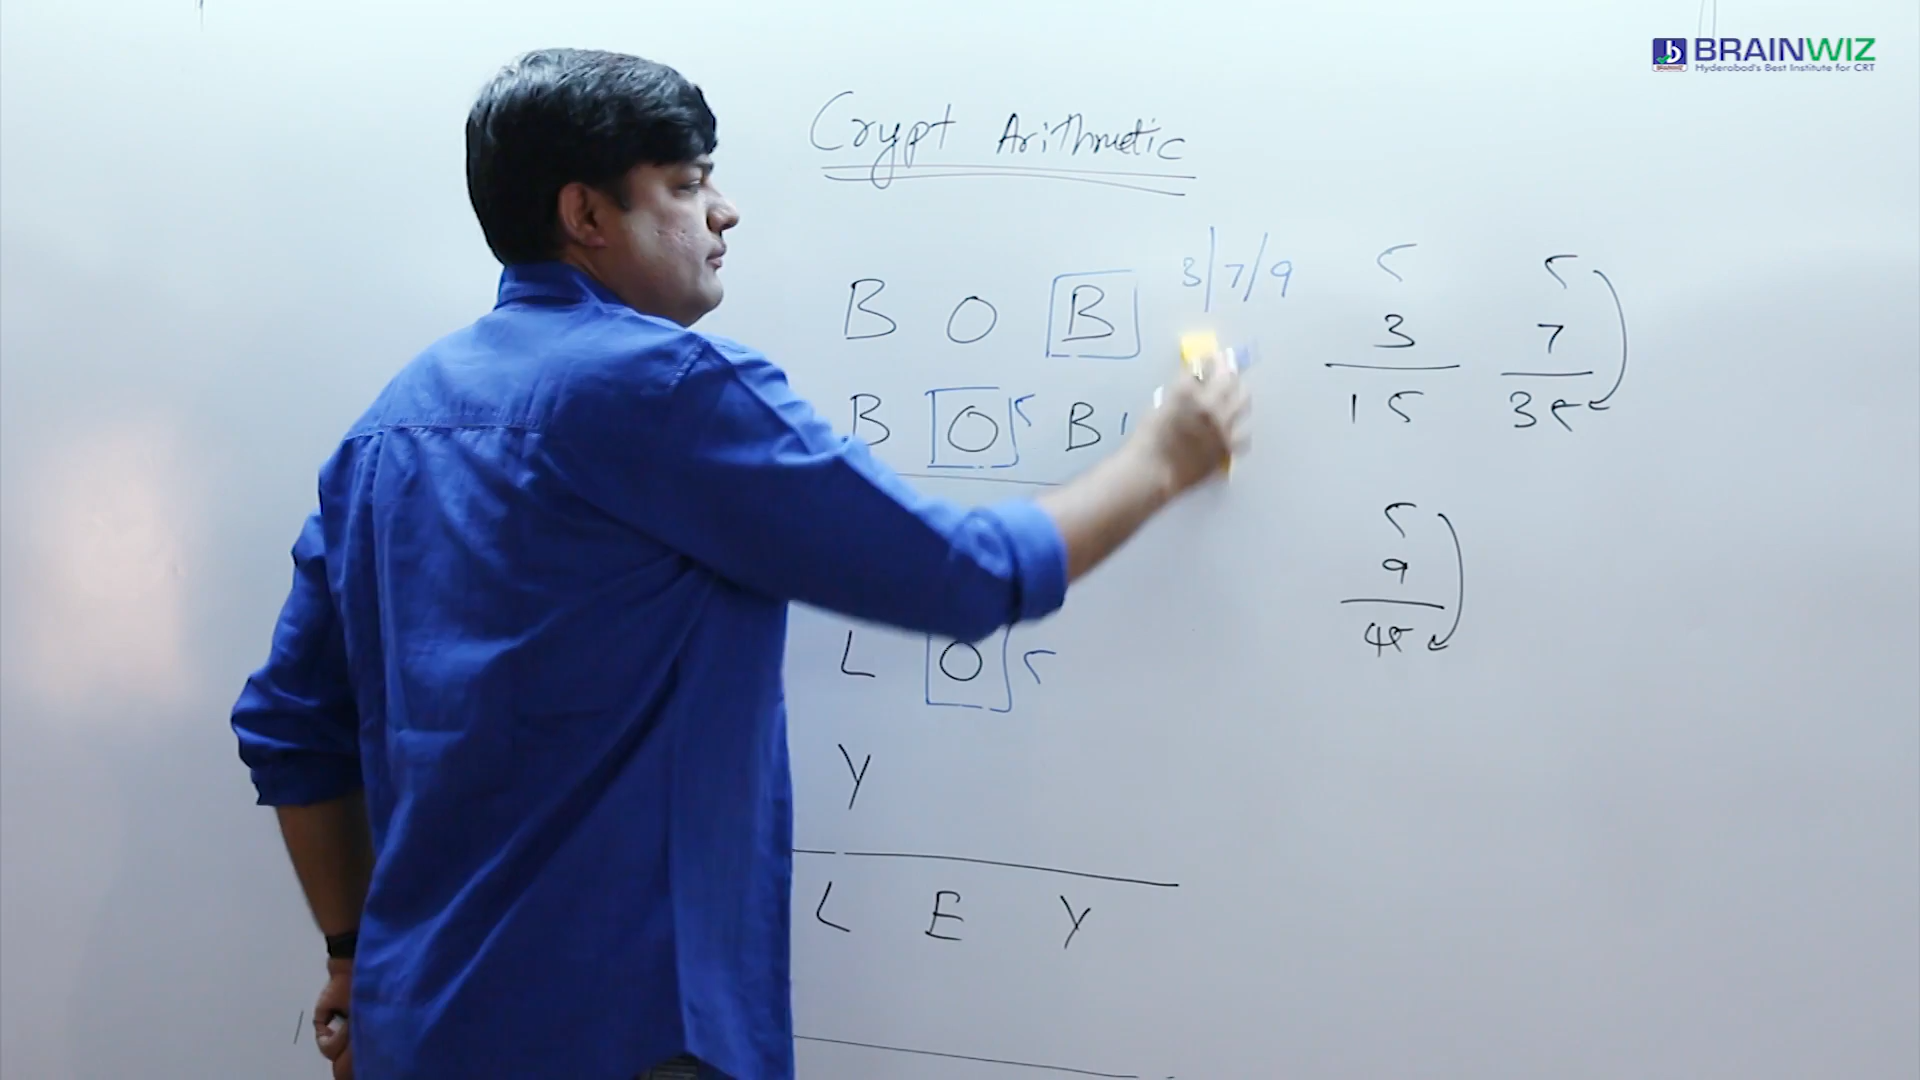 BRAINWIZ
Hyderabad's Best Institute for CRT
Crypt Arithmetic
B O B 3/7/9
B O 5 B
L O 5
Y
L E Y
5
3
15
5
7
35
5
9
45